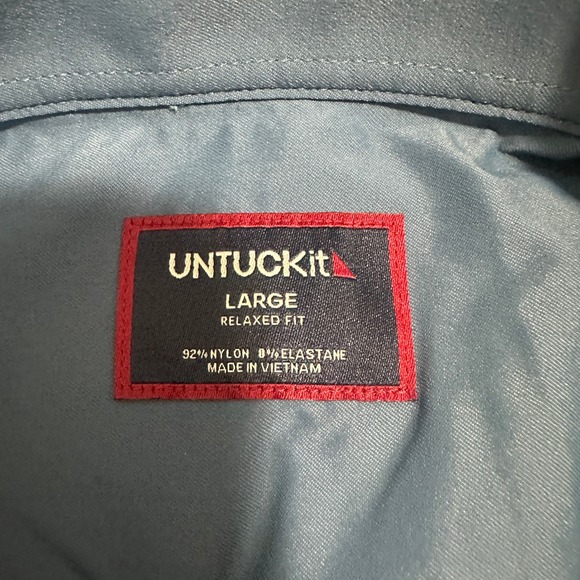 UNTUCKit
LARGE
RELAXED FIT
92% NYLON 8% ELASTANE
MADE IN VIETNAM